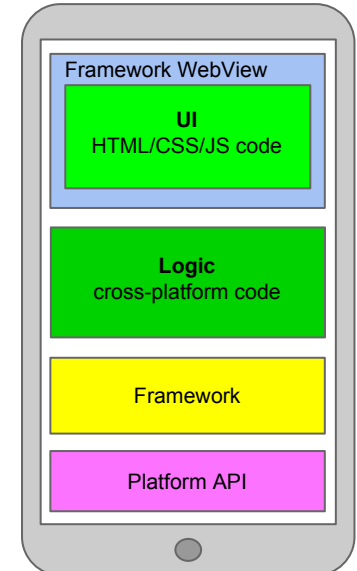 Framework WebView
UI
HTML/CSS/JS code
Logic
cross-platform code
Framework
Platform API